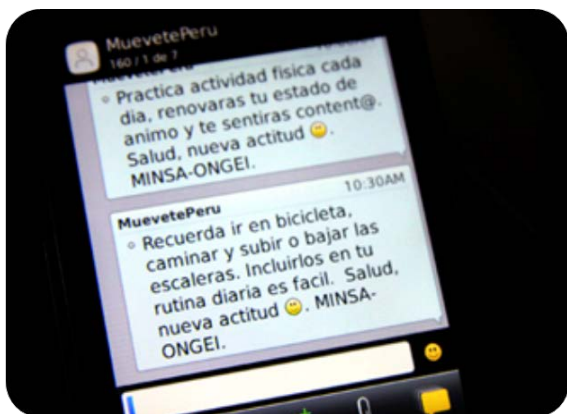 MuevetePeru
160 / 1 de 7
MuevetePeru
Practica actividad fisica cada
dia, renovaras tu estado de
animo y te sentiras content@.
Salud, nueva actitud 🙂.
MINSA-ONGEI.
10:30AM
MuevetePeru
Recuerda ir en bicicleta,
caminar y subir o bajar las
escaleras. Incluirlos en tu
rutina diaria es facil. Salud,
nueva actitud 🙂. MINSA-
ONGEI.